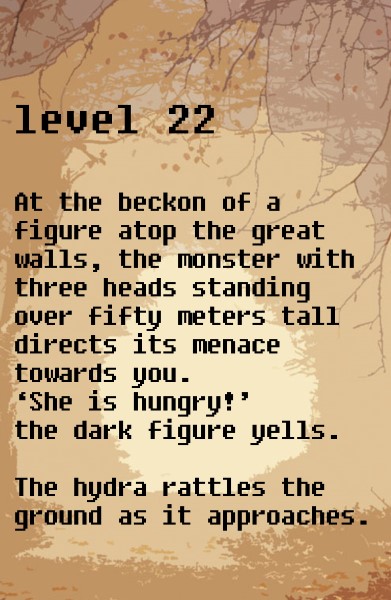 level 22
At the beckon of a
figure atop the great
walls, the monster with
three heads standing
over fifty meters tall
directs its menace
towards you.
‘She is hungry!’
the dark figure yells.
The hydra rattles the
ground as it approaches.